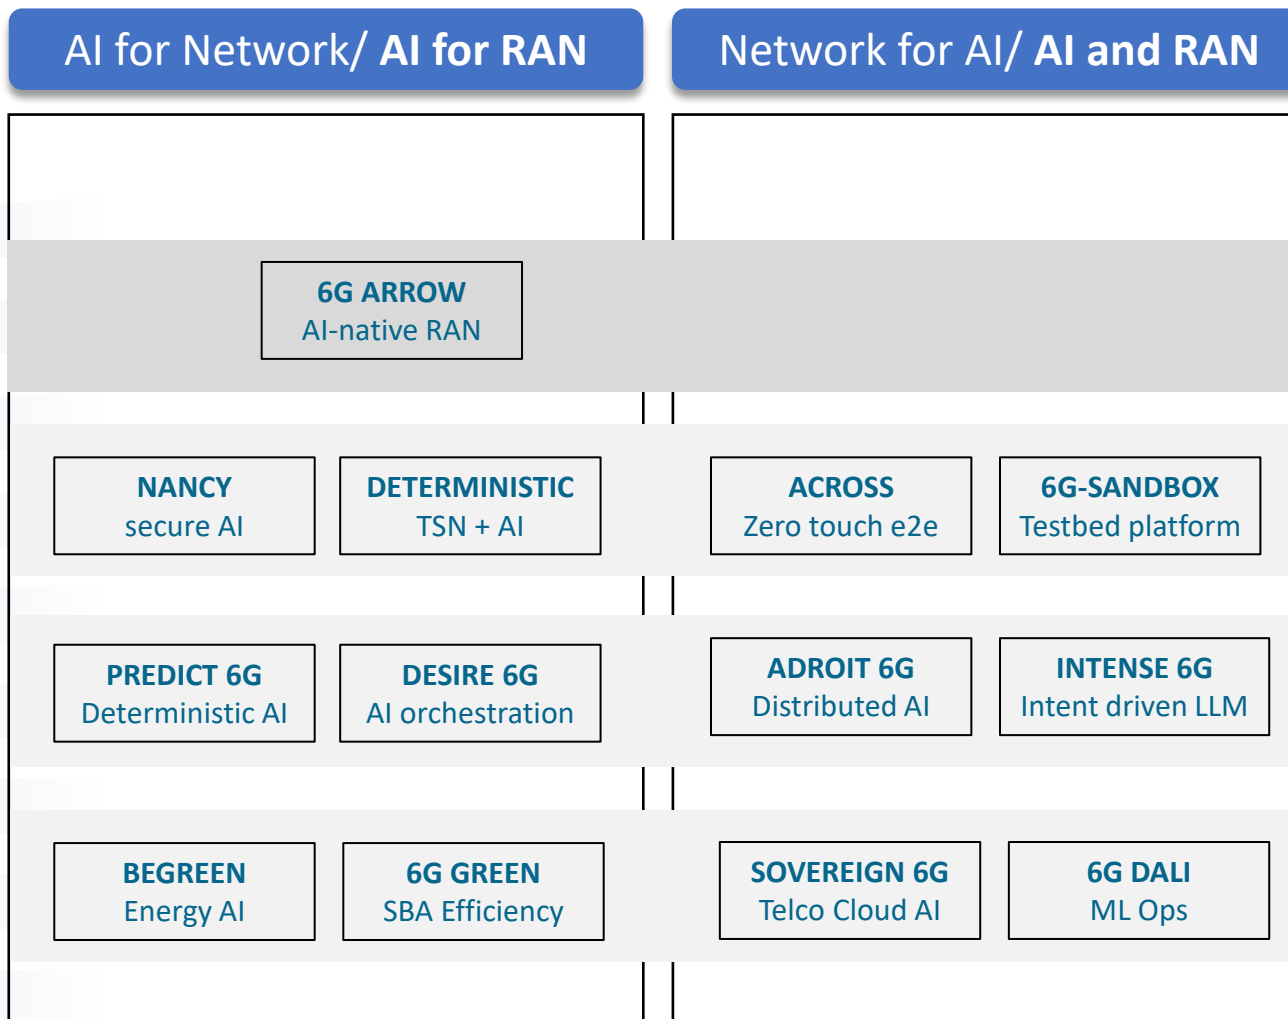 AI for Network/ AI for RAN
Network for AI/ AI and RAN
6G ARROW
AI-native RAN
NANCY
secure AI
DETERMINISTIC
TSN + AI
ACROSS
Zero touch e2e
6G-SANDBOX
Testbed platform
PREDICT 6G
Deterministic AI
DESIRE 6G
AI orchestration
ADROIT 6G
Distributed AI
INTENSE 6G
Intent driven LLM
BEGREEN
Energy AI
6G GREEN
SBA Efficiency
SOVEREIGN 6G
Telco Cloud AI
6G DALI
ML Ops